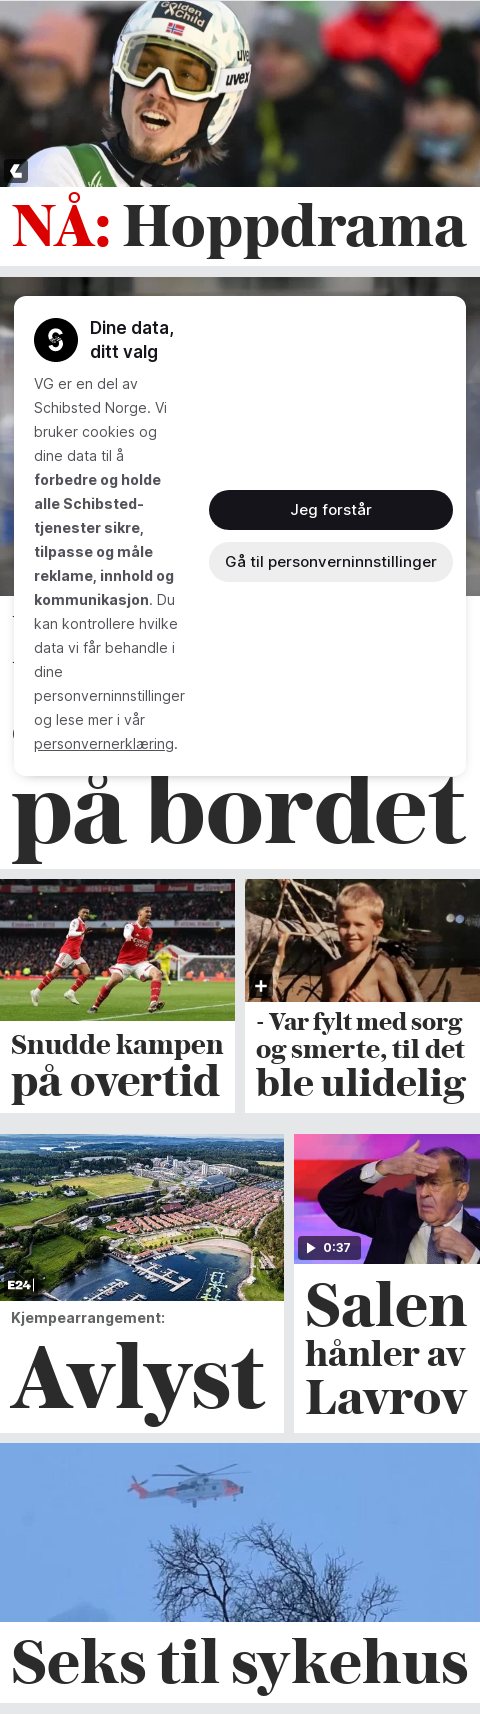 Golden
Child
uvex
uvex
NÅ: Hoppdrama
Dine data,
ditt valg
VG er en del av
Schibsted Norge. Vi
bruker cookies og
dine data til å
forbedre og holde
alle Schibsted-
tjenester sikre,
tilpasse og måle
reklame, innhold og
kommunikasjon. Du
kan kontrollere hvilke
data vi får behandle i
dine
personverninnstillinger
og lese mer i vår
personvernerklæring.
Jeg forstår
Gå til personverninnstillinger
på bordet
Snudde kampen
på overtid
- Var fylt med sorg
og smerte, til det
ble ulidelig
E24
Kjempearrangement:
Avlyst
0:37
Salen
hånler av
Lavrov
Seks til sykehus